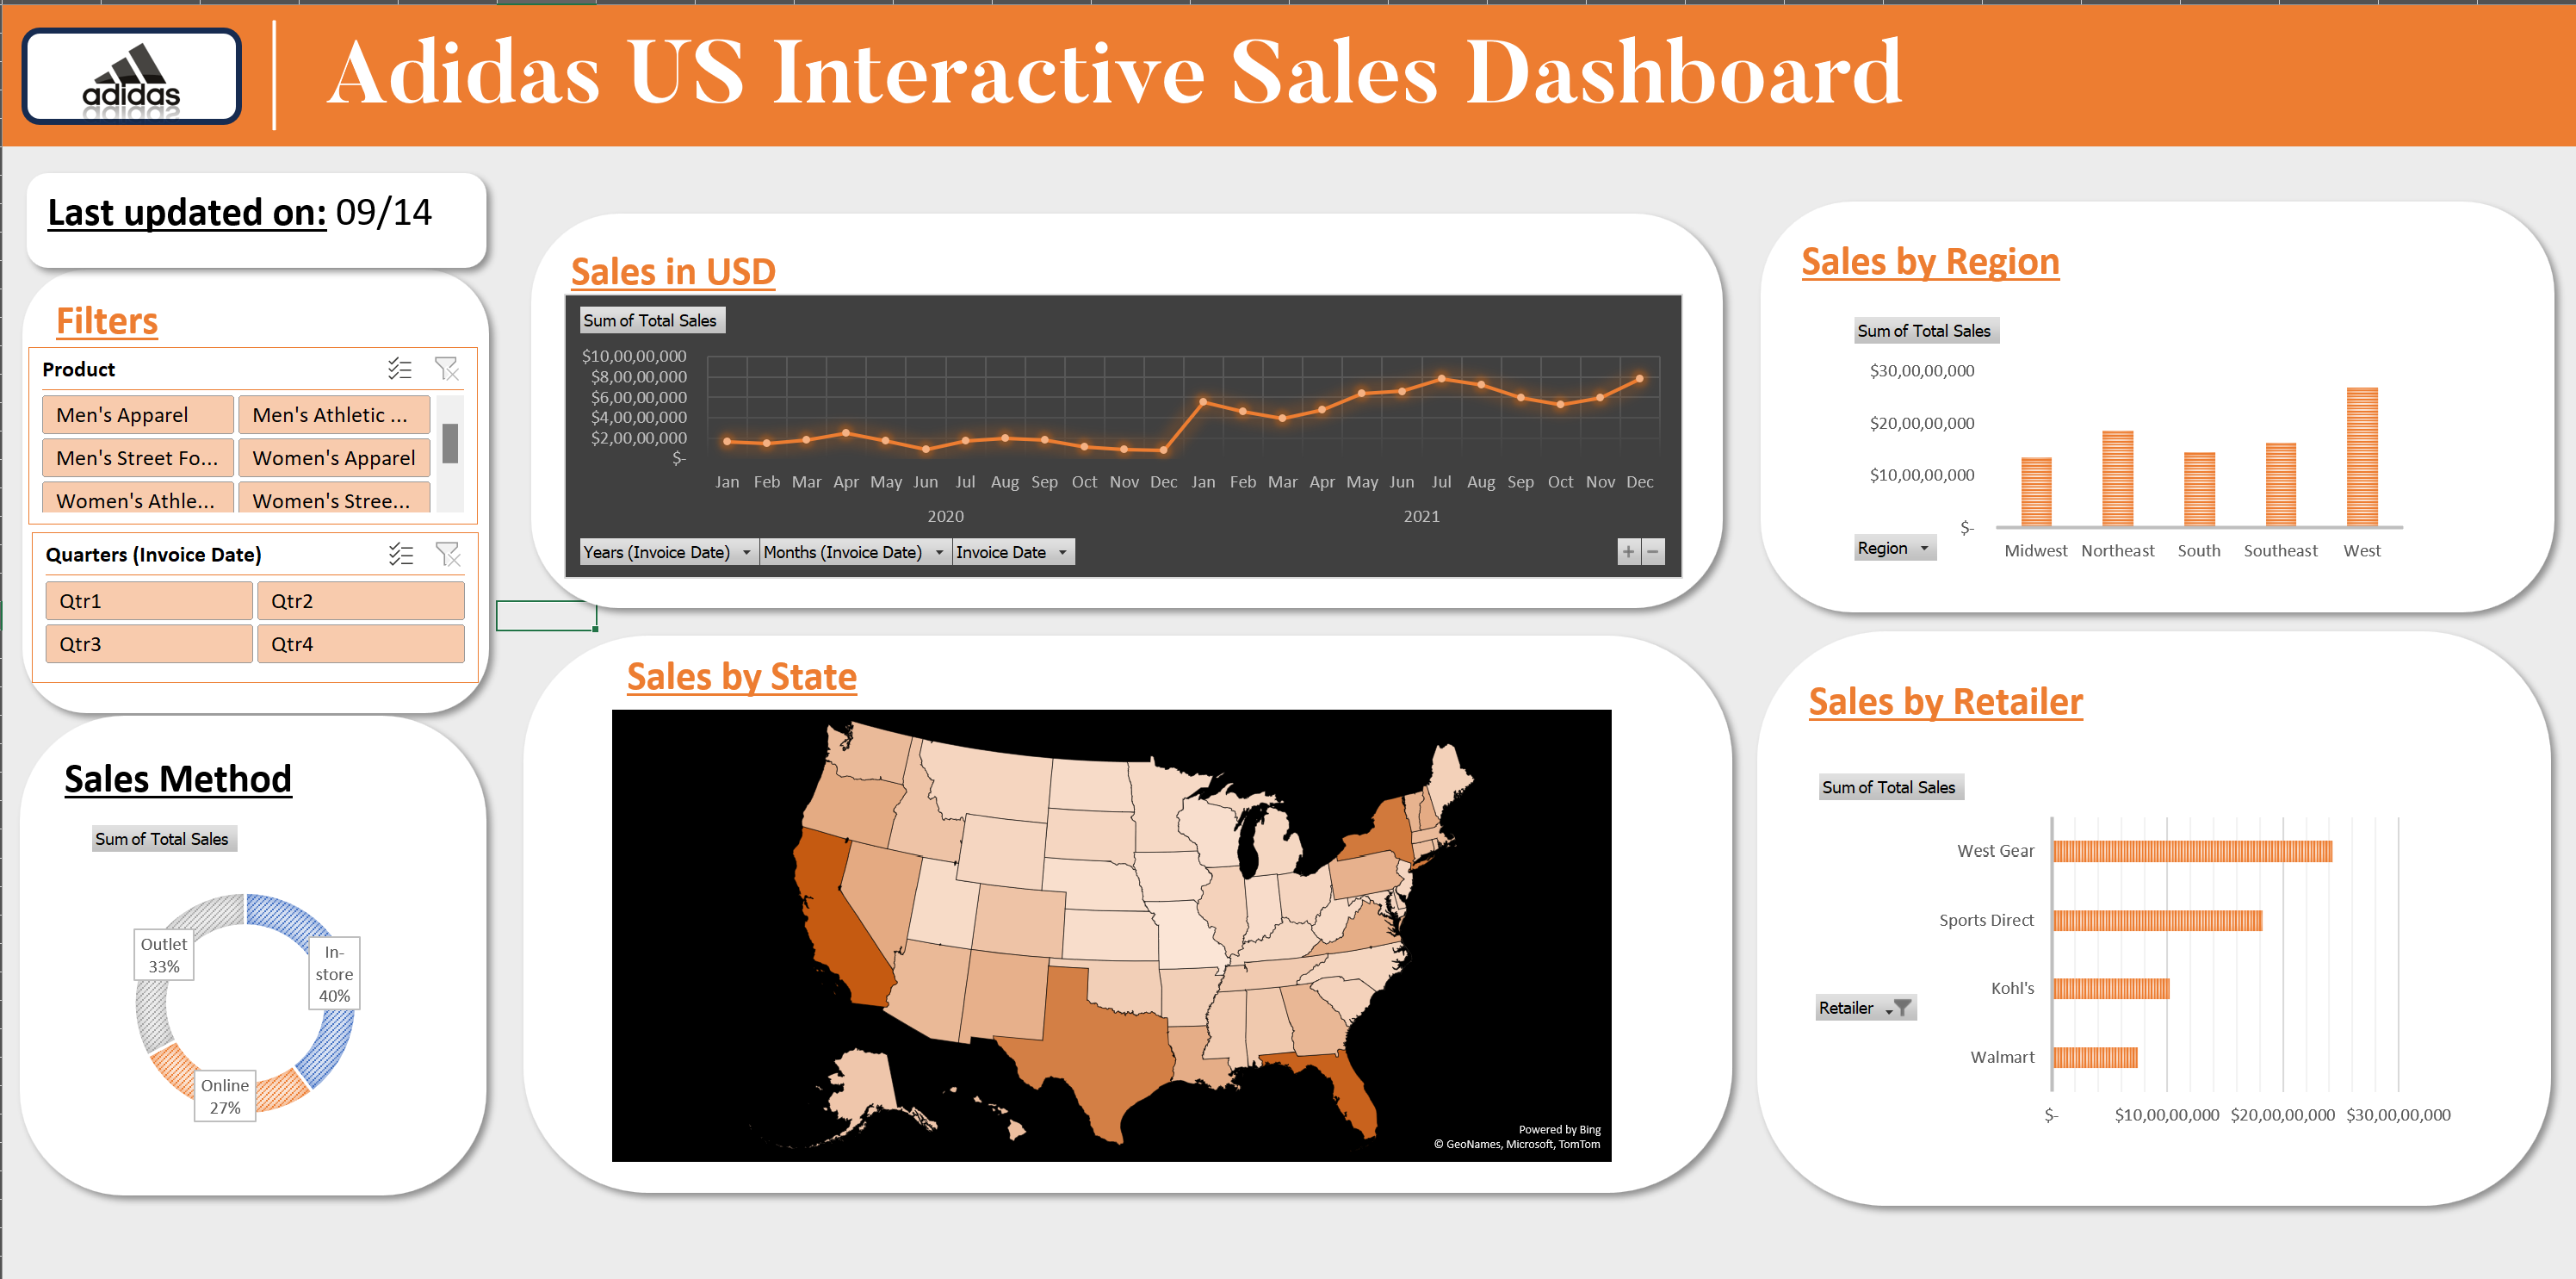 adidas
Adidas US Interactive Sales Dashboard
Last updated on: 09/14
Filters
Product
Men's Apparel
Men's Athletic ...
Men's Street Fo...
Women's Apparel
Women's Athle...
Women's Stree...
Quarters (Invoice Date)
Qtr1
Qtr2
Qtr3
Qtr4
Sales Method
Sum of Total Sales
Outlet
33%
In-
store
40%
Online
27%
Sales in USD
Sum of Total Sales
$10,00,00,000
$8,00,00,000
$6,00,00,000
$4,00,00,000
$2,00,00,000
$-
Jan Feb Mar Apr May Jun Jul Aug Sep Oct Nov Dec Jan Feb Mar Apr May Jun Jul Aug Sep Oct Nov Dec
2020 2021
Years (Invoice Date) Months (Invoice Date) Invoice Date
+ −
Sales by State
Powered by Bing
© GeoNames, Microsoft, TomTom
Sales by Region
Sum of Total Sales
$30,00,00,000
$20,00,00,000
$10,00,00,000
$-
Region
Midwest Northeast South Southeast West
Sales by Retailer
Sum of Total Sales
West Gear
Sports Direct
Kohl's
Retailer
Walmart
$- $10,00,00,000 $20,00,00,000 $30,00,00,000